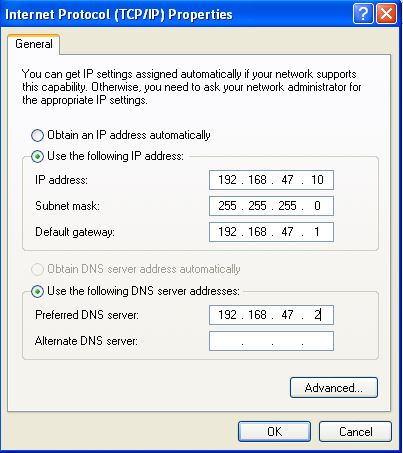 Internet Protocol (TCP/IP) Properties
General
You can get IP settings assigned automatically if your network supports
this capability. Otherwise, you need to ask your network administrator for
the appropriate IP settings.
Obtain an IP address automatically
Use the following IP address:
IP address: 192 . 168 . 47 . 10
Subnet mask: 255 . 255 . 255 . 0
Default gateway: 192 . 168 . 47 . 1
Obtain DNS server address automatically
Use the following DNS server addresses:
Preferred DNS server: 192 . 168 . 47 . 2
Alternate DNS server: . . .
Advanced...
OK Cancel